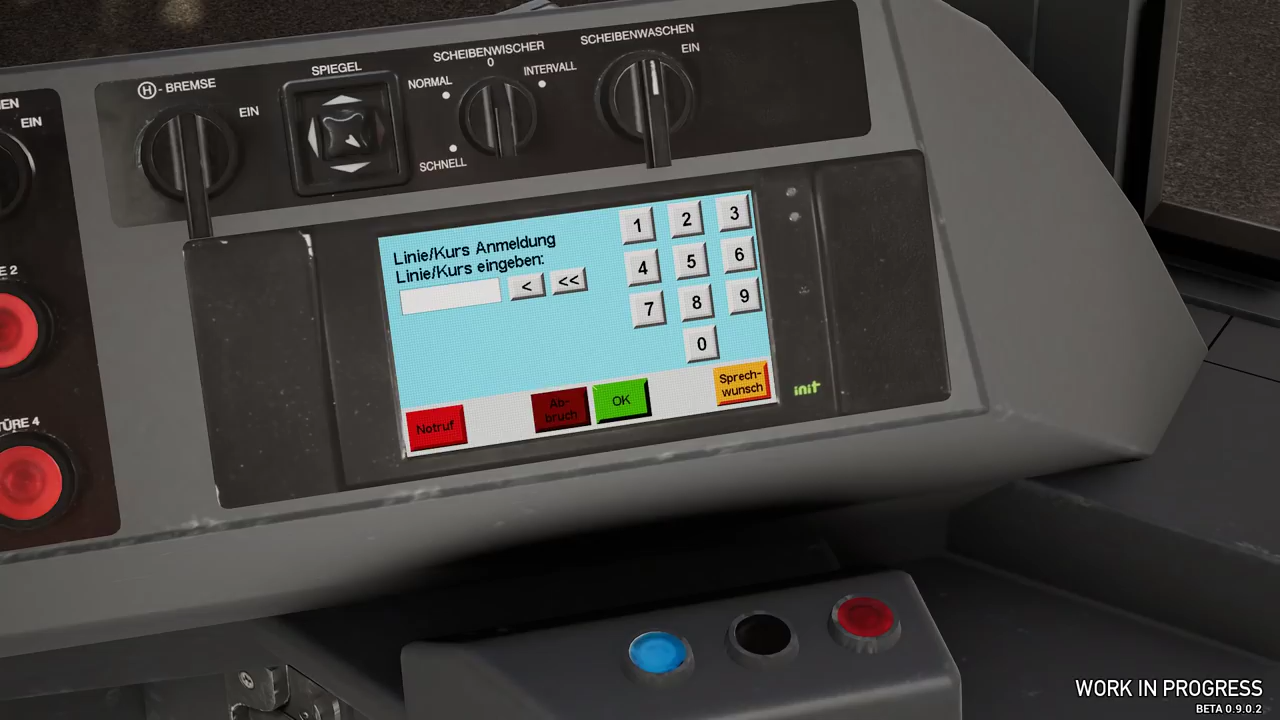 EN
EIN
H - BREMSE
EIN
SPIEGEL
SCHEIBENWISCHER
0
NORMAL
INTERVALL
SCHNELL
SCHEIBENWASCHEN
EIN
E 2
TÜRE 4
Linie/Kurs Anmeldung
Linie/Kurs eingeben:
< <<
1 2 3
4 5 6
7 8 9
0
Notruf
Ab-
bruch
OK
Sprech-
wunsch
init
WORK IN PROGRESS
BETA 0.9.0.2